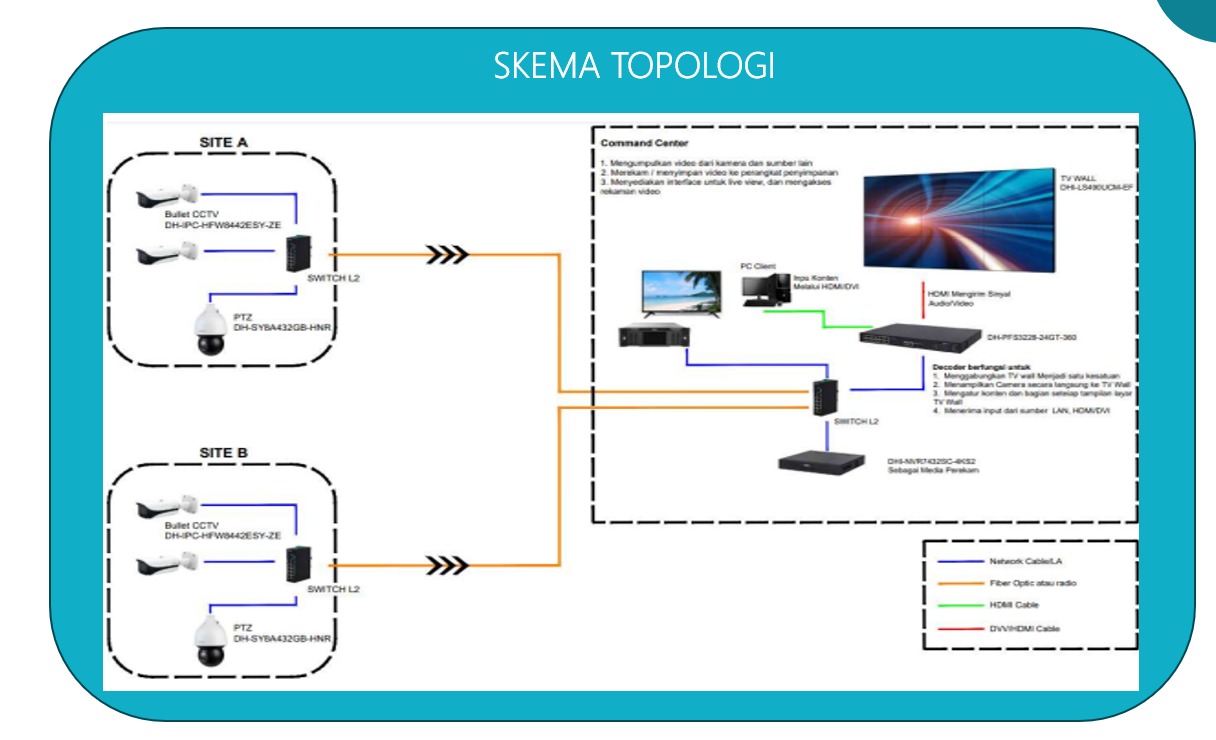 SKEMA TOPOLOGI
SITE A
Bullet CCTV
DH-IPC-HFW8442ESY-ZE
SWITCH L2
PTZ
DH-SY8A432GB-HNR
SITE B
Bullet CCTV
DH-IPC-HFW8442ESY-ZE
SWITCH L2
PTZ
DH-SY8A432GB-HNR
Command Center
1. Mengumpulkan video dari kamera dan sumber lain
2. Merekam / menyimpan video ke perangkat penyimpanan
3. Menyediakan interface untuk live view, dan mengakses
rekaman video
TV WALL
DHI-LS490UCM-EF
PC Client
Inpu Konten
Melalui HDMI/DVI
HDMI Mengirim Sinyal
Audio/Video
DH-PFS3228-24GT-360
Decoder berfungsi untuk
1. Menggabungkan TV wall Menjadi satu kesatuan
2. Menampilkan Camera secara langsung ke TV Wall
3. Mengatur konten dan bagian seteiap tampilan layar
TV Wall
4. Menerima input dari sumber LAN, HDMI/DVI
SWITCH L2
DHI-NVR7432SC-4KS2
Sebagai Media Perekam
Network Cable/LA
Fiber Optic atau radio
HDMI Cable
DVV/HDMI Cable